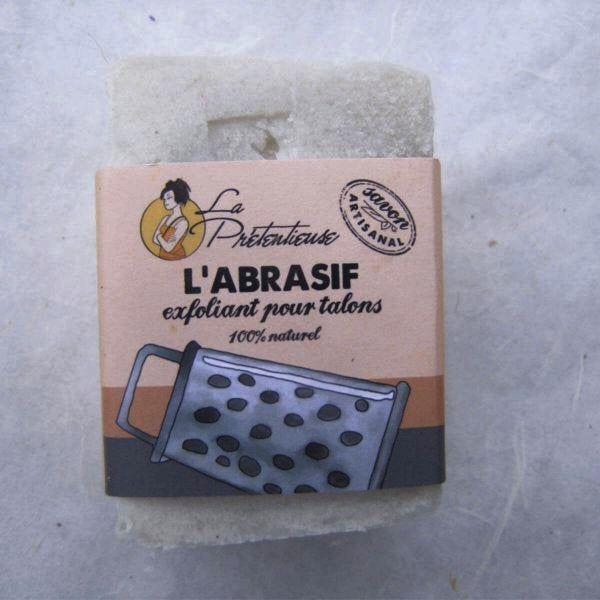 La
Prétentieuse
savon
ARTISANAL
L'ABRASIF
exfoliant pour talons
100% naturel